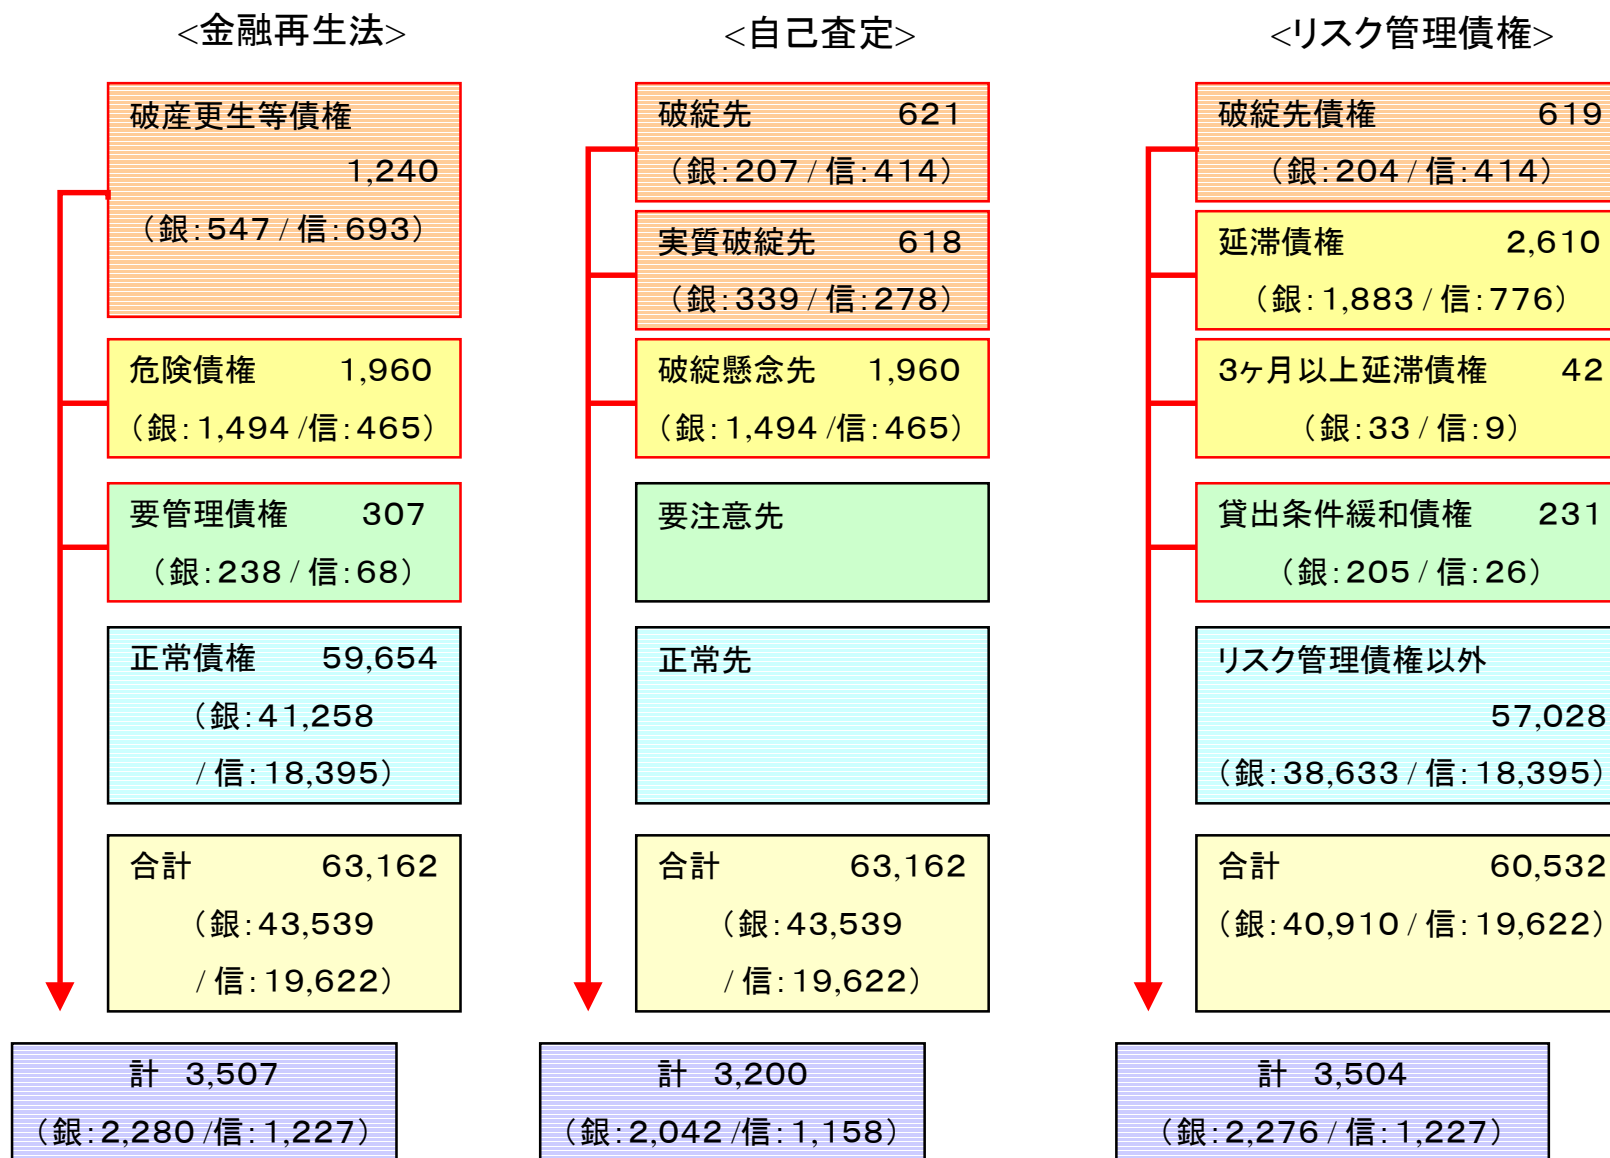 <金融再生法>
破産更生等債権
1,240
（銀：547 / 信：693）
危険債権 1,960
（銀：1,494 /信：465）
要管理債権 307
（銀：238 / 信：68）
正常債権 59,654
（銀：41,258
/ 信：18,395）
合計 63,162
（銀：43,539
/ 信：19,622）
計 3,507
（銀：2,280 /信：1,227）
<自己査定>
破綻先 621
（銀：207 / 信：414）
実質破綻先 618
（銀：339 / 信：278）
破綻懸念先 1,960
（銀：1,494 /信：465）
要注意先
正常先
合計 63,162
（銀：43,539
/ 信：19,622）
計 3,200
（銀：2,042 /信：1,158）
<リスク管理債権>
破綻先債権 619
（銀：204 / 信：414）
延滞債権 2,610
（銀：1,883 / 信：776）
3ヶ月以上延滞債権 42
（銀：33 / 信：9）
貸出条件緩和債権 231
（銀：205 / 信：26）
リスク管理債権以外
57,028
（銀：38,633 / 信：18,395）
合計 60,532
（銀：40,910 / 信：19,622）
計 3,504
（銀：2,276 / 信：1,227）